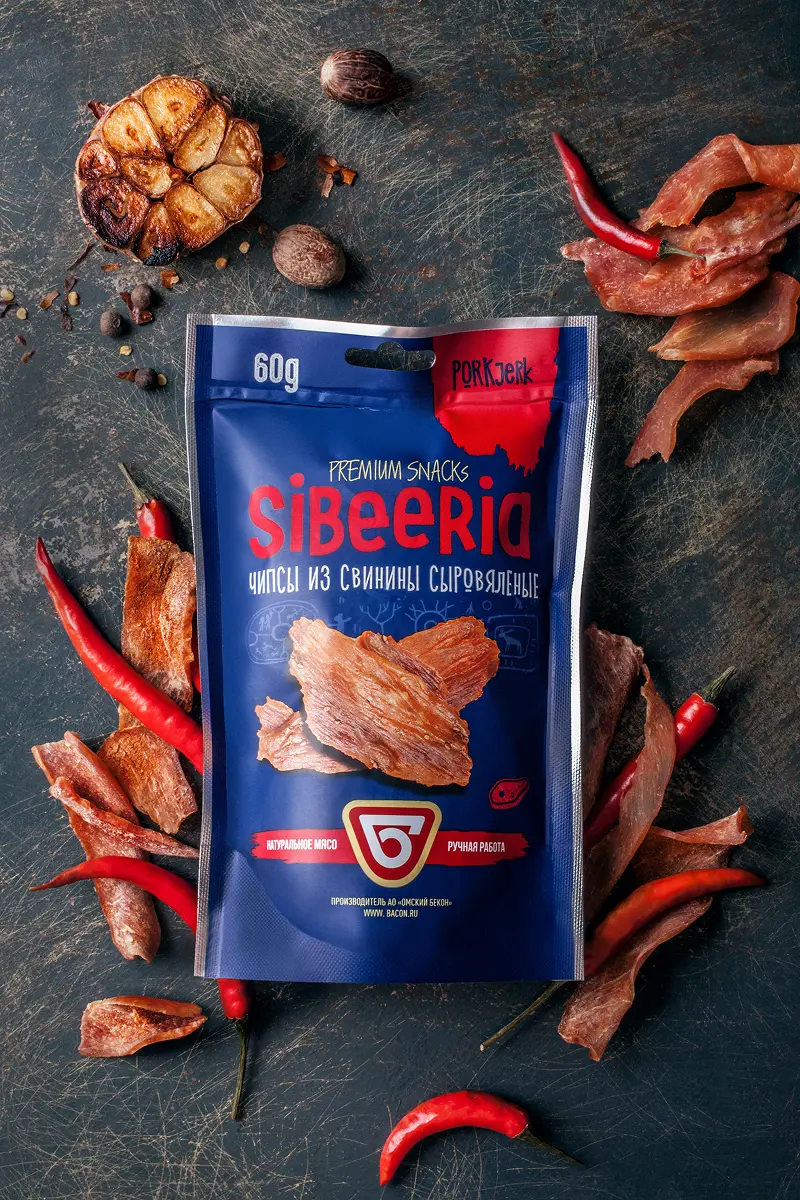 60g
PORKJERK
PREMIUM SNACKS
SiBEERiA
ЧИПСЫ ИЗ СВИНИНЫ СЫРОВЯЛЕНЫЕ
Б
НАТУРАЛЬНОЕ МЯСО
РУЧНАЯ РАБОТА
ПРОИЗВОДИТЕЛЬ АО «ОМСКИЙ БЕКОН»
WWW. BACON.RU